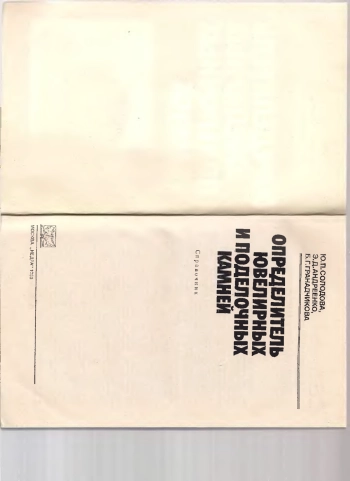 Ю.П.СОЛОДОВА,
Э.Д.АНДРЕЕНКО,
Б.Г.ГРАНАДЧИКОВА
ОПРЕДЕЛИТЕЛЬ
ЮВЕЛИРНЫХ
И ПОДЕЛОЧНЫХ
КАМНЕЙ
Справочник
МОСКВА "НЕДРА"